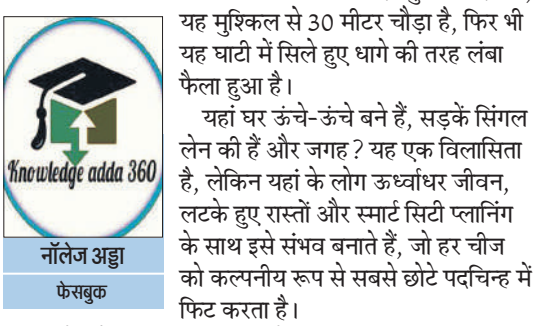 यह मुश्किल से 30 मीटर चौड़ा है, फिर भी
यह घाटी में सिले हुए धागे की तरह लंबा
फैला हुआ है।
यहां घर ऊंचे-ऊंचे बने हैं, सड़कें सिंगल
लेन की हैं और जगह? यह एक विलासिता
है, लेकिन यहां के लोग ऊर्ध्वाधर जीवन,
लटके हुए रास्तों और स्मार्ट सिटी प्लानिंग
के साथ इसे संभव बनाते हैं, जो हर चीज
को कल्पनीय रूप से सबसे छोटे पदचिन्ह में
फिट करता है।
Knowledge adda 360
नॉलेज अड्डा
फेसबुक